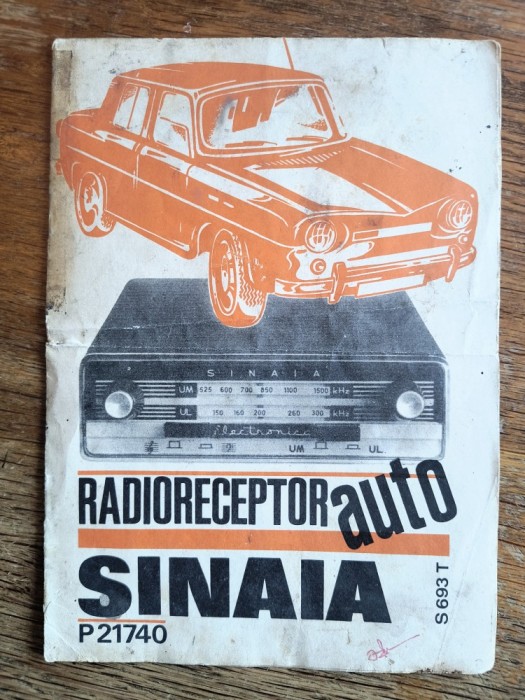 SINAIA
UM 525 600 700 850 1100 1500 kHz
UL 150 160 200 260 300 kHz
Electronica
UM UL
RADIORECEPTOR auto
SINAIA
P 21740
S 693 T